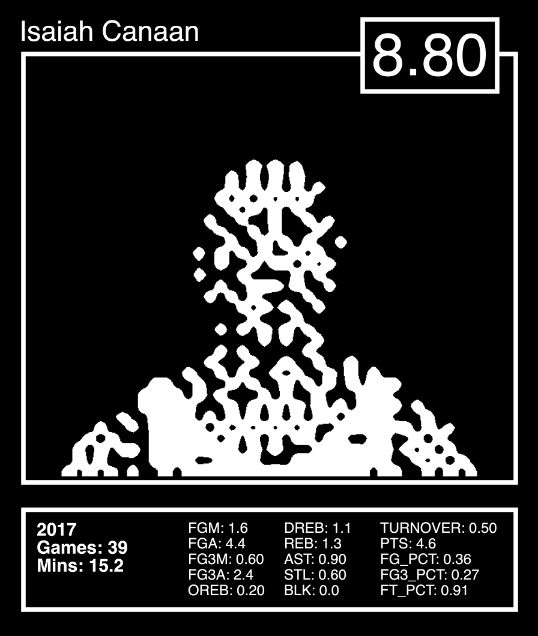 Isaiah Canaan
8.80
2017
Games: 39
Mins: 15.2
FGM: 1.6
FGA: 4.4
FG3M: 0.60
FG3A: 2.4
OREB: 0.20
DREB: 1.1
REB: 1.3
AST: 0.90
STL: 0.60
BLK: 0.0
TURNOVER: 0.50
PTS: 4.6
FG_PCT: 0.36
FG3_PCT: 0.27
FT_PCT: 0.91